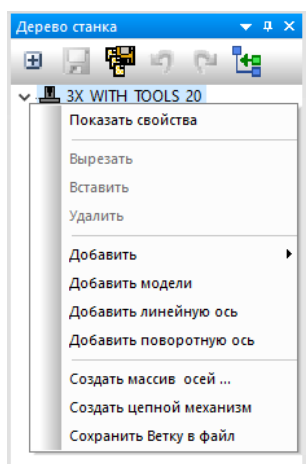 Дерево станка
3X WITH TOOLS 20
Показать свойства
Вырезать
Вставить
Удалить
Добавить
Добавить модели
Добавить линейную ось
Добавить поворотную ось
Создать массив осей ...
Создать цепной механизм
Сохранить Ветку в файл